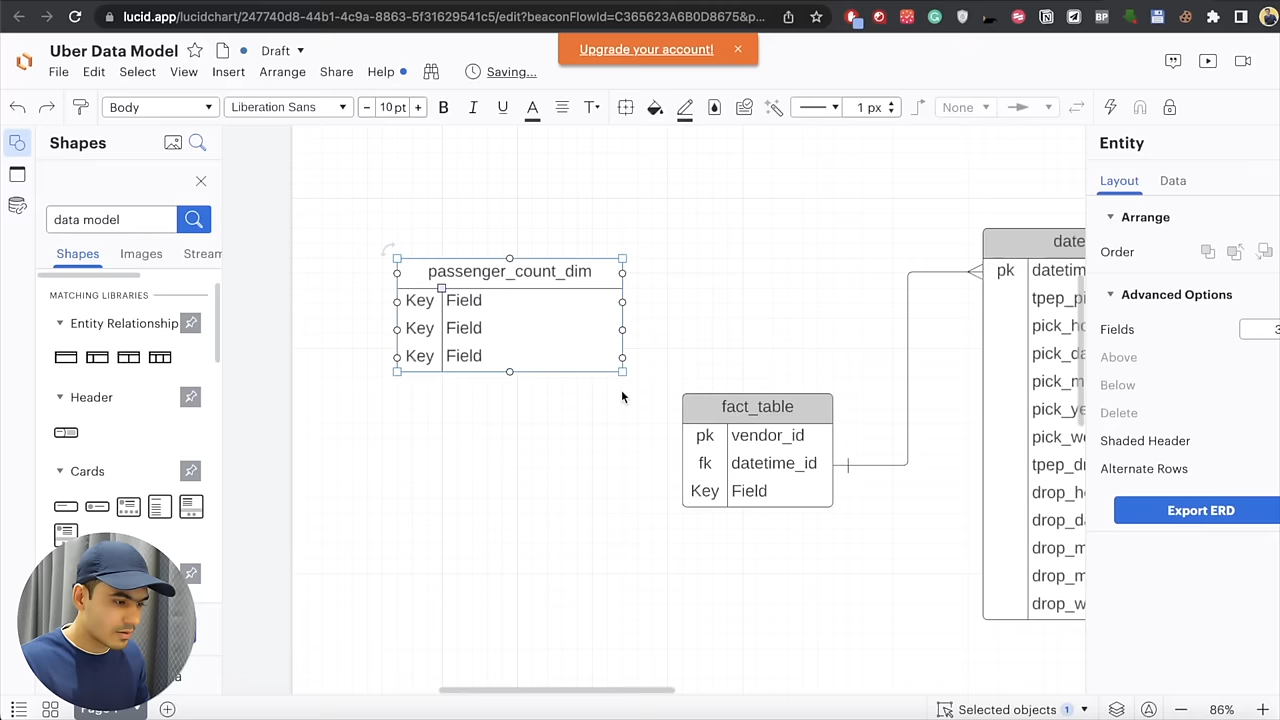 lucid.app/lucidchart/247740d8-44b1-4c9a-8863-5f31629541c5/edit?beaconFlowId=C365623A6B0D8675&p...
Uber Data Model
Draft
Upgrade your account!
File Edit Select View Insert Arrange Share Help
Saving...
Body
Liberation Sans
10 pt
B I U A T
1 px
None
Shapes
data model
Shapes Images Stream
MATCHING LIBRARIES
Entity Relationship
Header
Cards
passenger_count_dim
Key Field
Key Field
Key Field
fact_table
pk vendor_id
fk datetime_id
Key Field
date
pk datetim
tpep_pi
pick_ho
pick_da
pick_m
pick_ye
pick_we
tpep_dr
drop_ho
drop_da
drop_m
drop_m
drop_w
Entity
Layout Data
Arrange
Order
Advanced Options
Fields 3
Above
Below
Delete
Shaded Header
Alternate Rows
Export ERD
Selected objects 1
86%